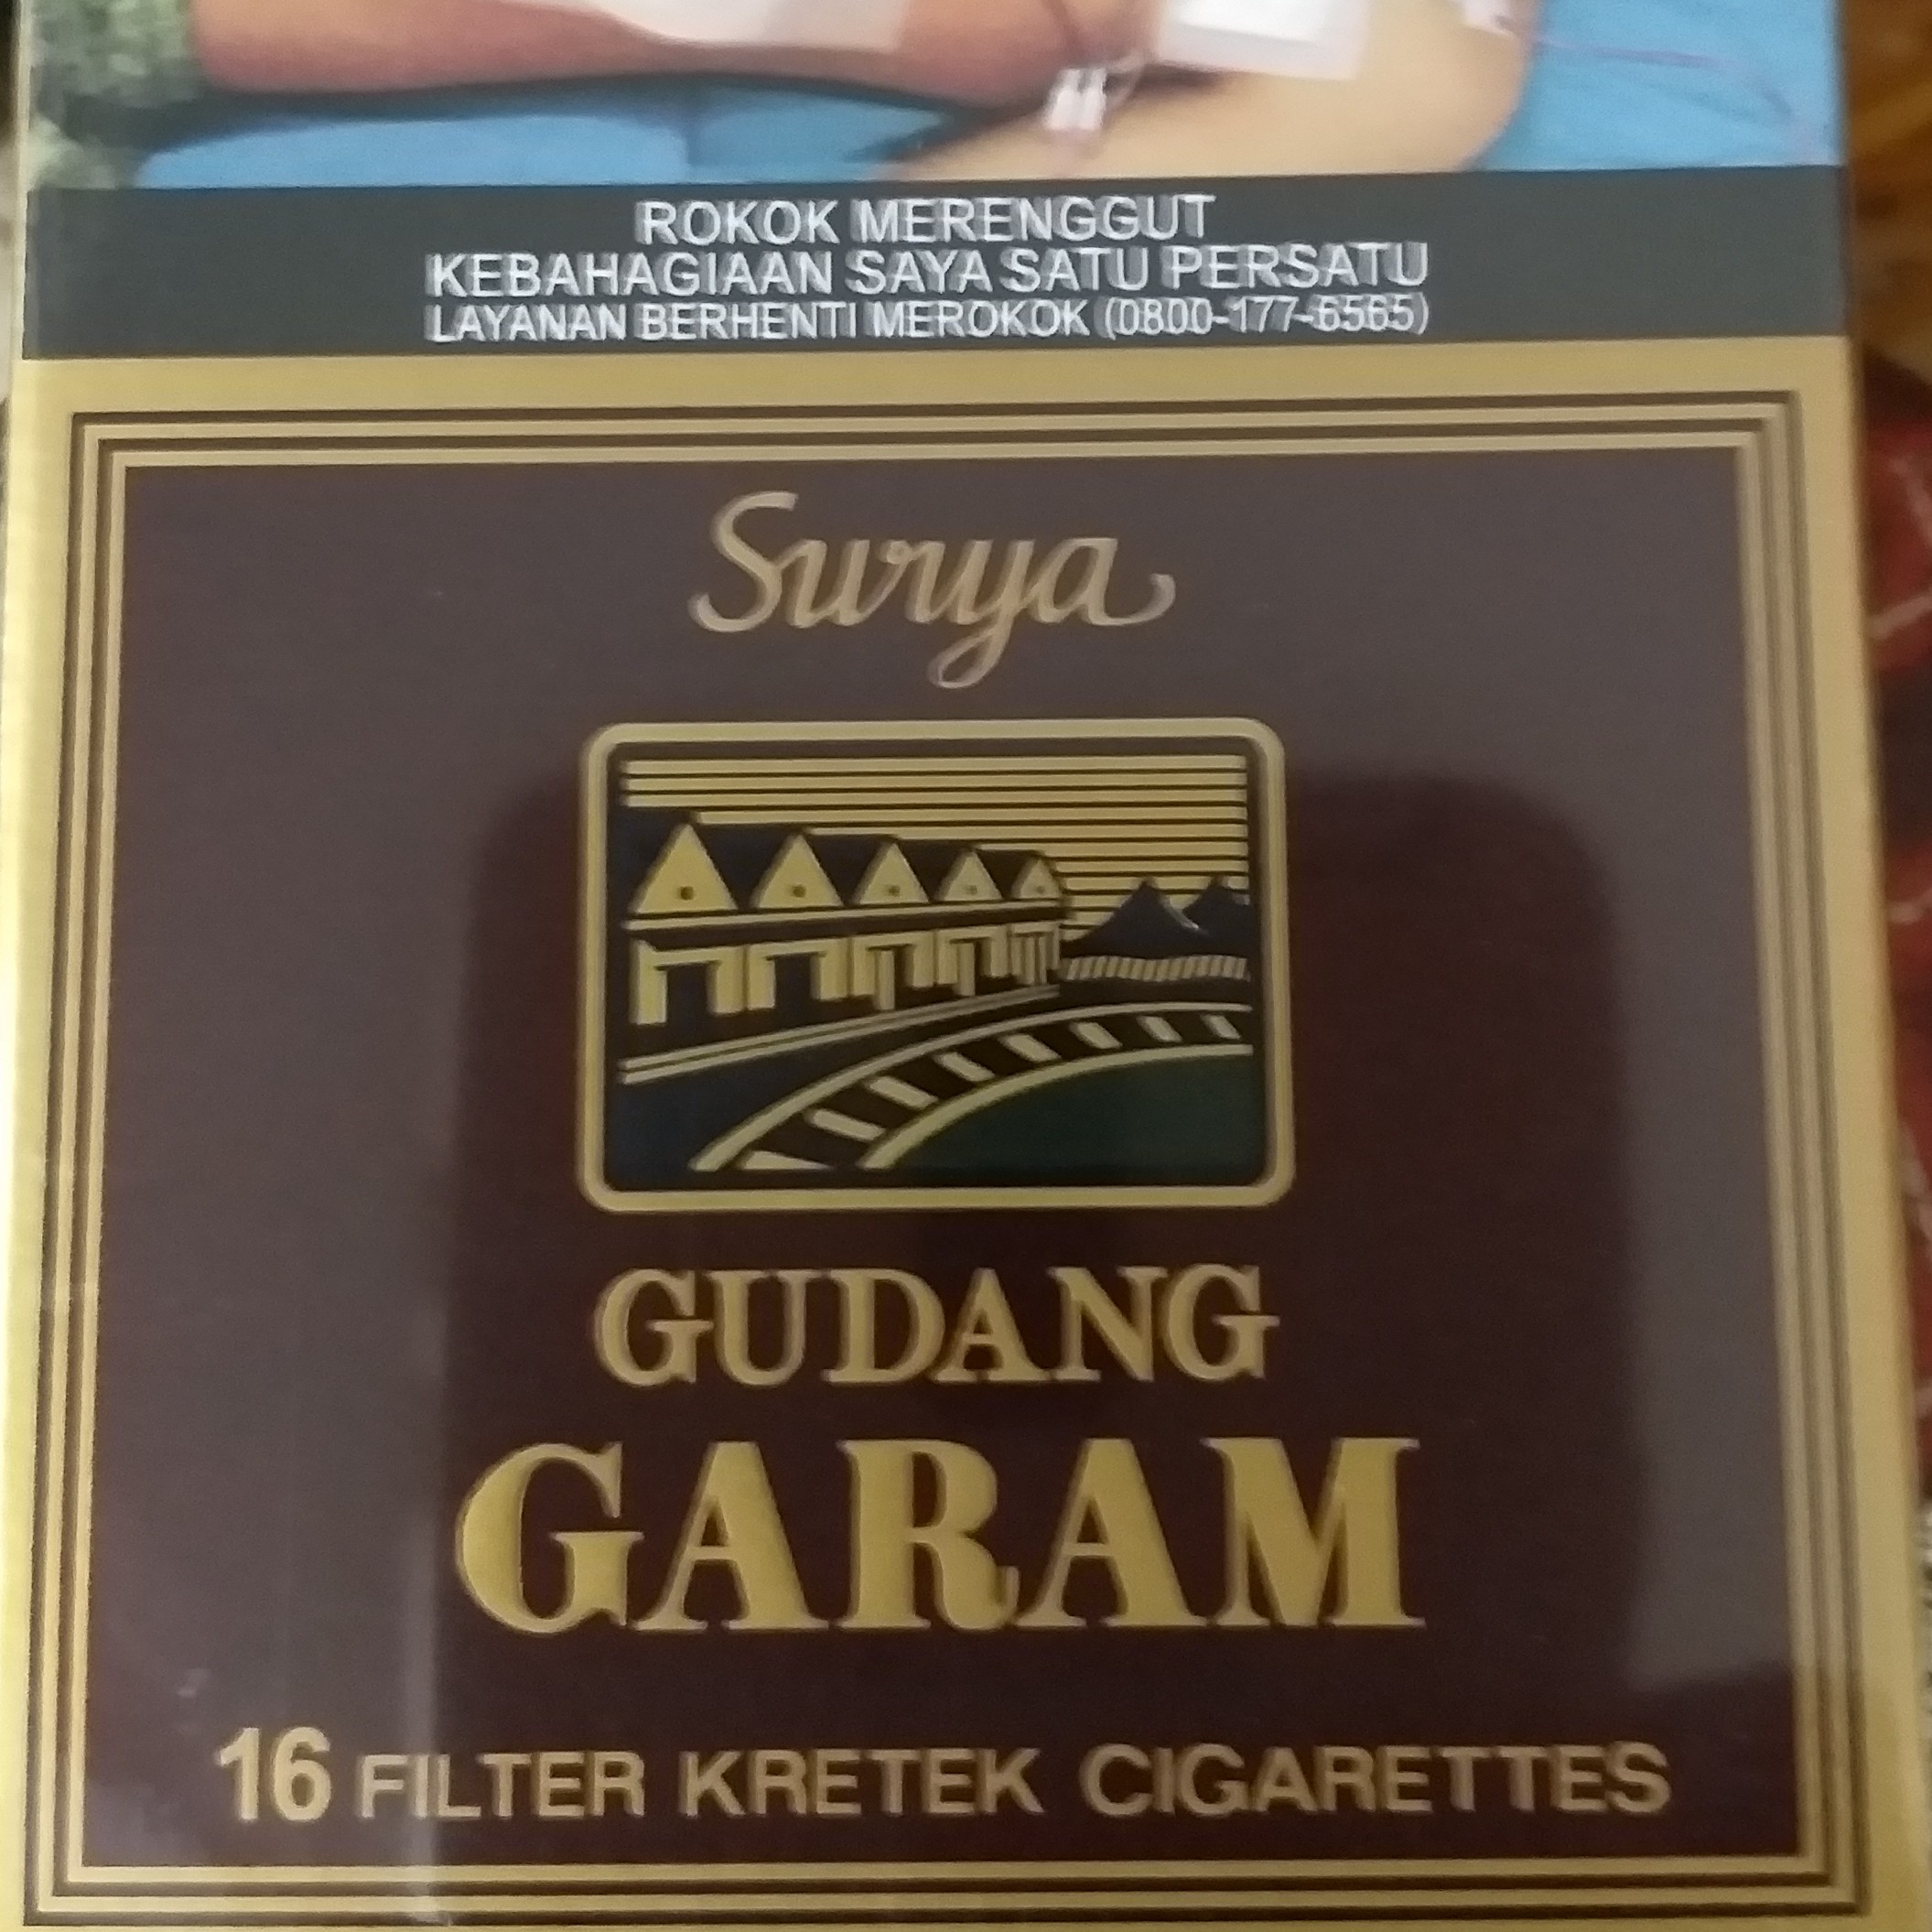 ROKOK MERENGGUT
KEBAHAGIAAN SAYA SATU PERSATU
LAYANAN BERHENTI MEROKOK (0800-177-6565)
Surya
GUDANG
GARAM
16 FILTER KRETEK CIGARETTES